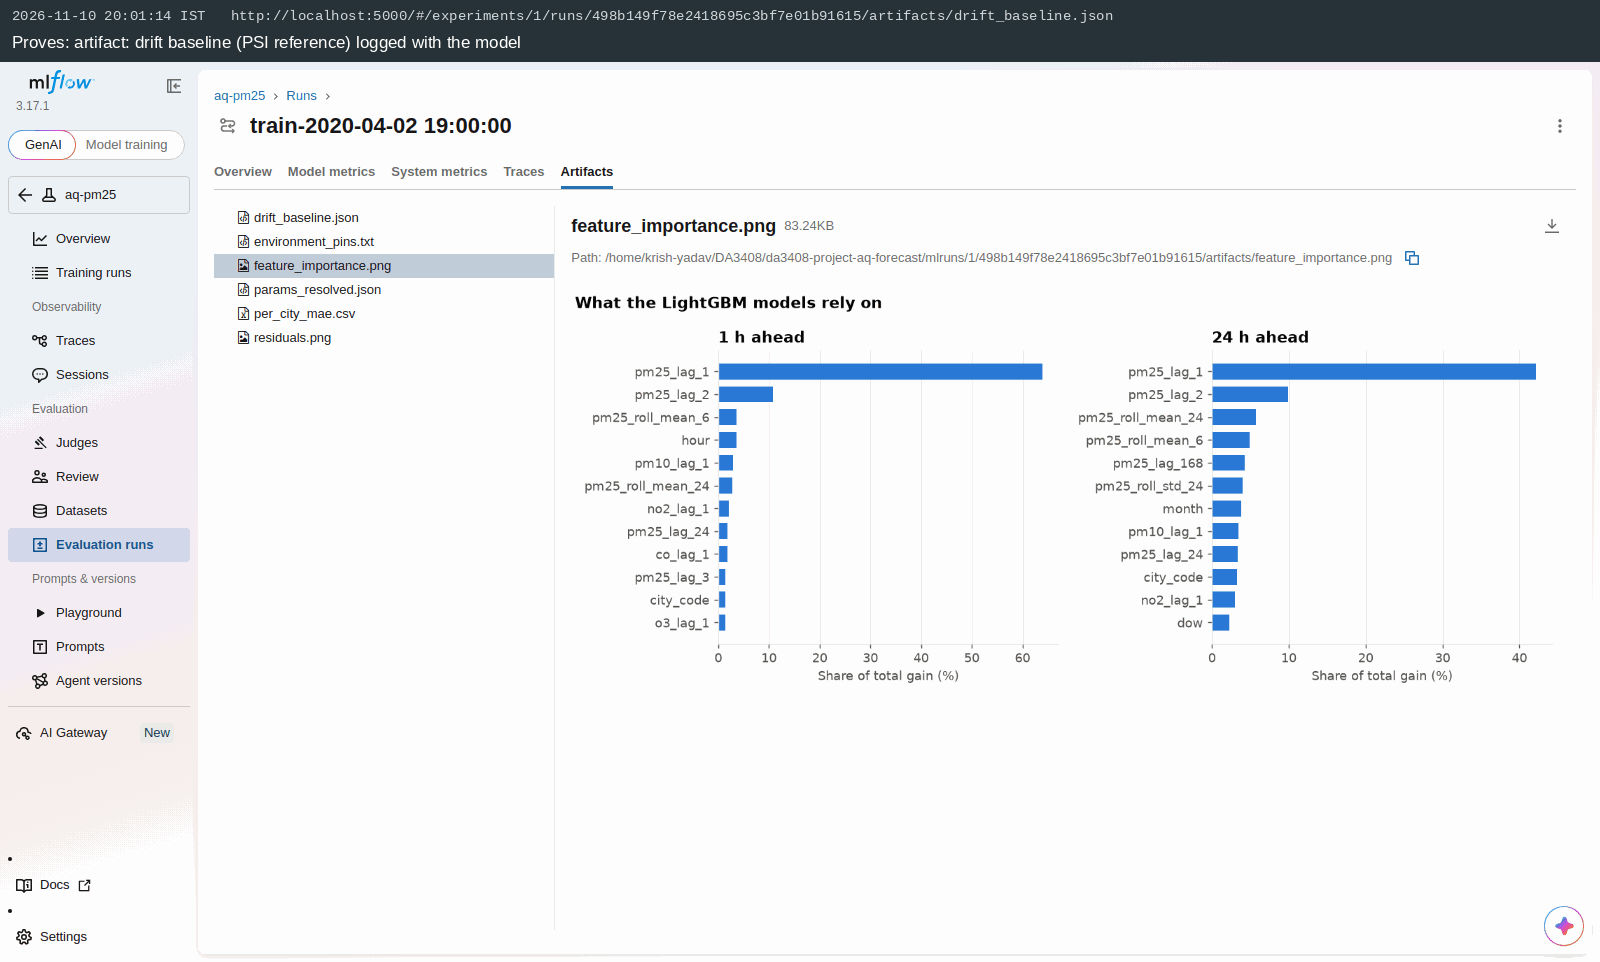 2026-11-10 20:01:14 IST http://localhost:5000/#/experiments/1/runs/498b149f78e2418695c3bf7e01b91615/artifacts/drift_baseline.json
Proves: artifact: drift baseline (PSI reference) logged with the model
mlflow
3.17.1
GenAI Model training
aq-pm25
Overview
Training runs
Observability
Traces
Sessions
Evaluation
Judges
Review
Datasets
Evaluation runs
Prompts & versions
Playground
Prompts
Agent versions
AI Gateway New
Docs
Settings
aq-pm25 › Runs ›
train-2020-04-02 19:00:00
Overview Model metrics System metrics Traces Artifacts
drift_baseline.json
environment_pins.txt
feature_importance.png
params_resolved.json
per_city_mae.csv
residuals.png
feature_importance.png 83.24KB
Path: /home/krish-yadav/DA3408/da3408-project-aq-forecast/mlruns/1/498b149f78e2418695c3bf7e01b91615/artifacts/feature_importance.png
What the LightGBM models rely on
1 h ahead
pm25_lag_1
pm25_lag_2
pm25_roll_mean_6
hour
pm10_lag_1
pm25_roll_mean_24
no2_lag_1
pm25_lag_24
co_lag_1
pm25_lag_3
city_code
o3_lag_1
0 10 20 30 40 50 60
Share of total gain (%)
24 h ahead
pm25_lag_1
pm25_lag_2
pm25_roll_mean_24
pm25_roll_mean_6
pm25_lag_168
pm25_roll_std_24
month
pm10_lag_1
pm25_lag_24
city_code
no2_lag_1
dow
0 10 20 30 40
Share of total gain (%)